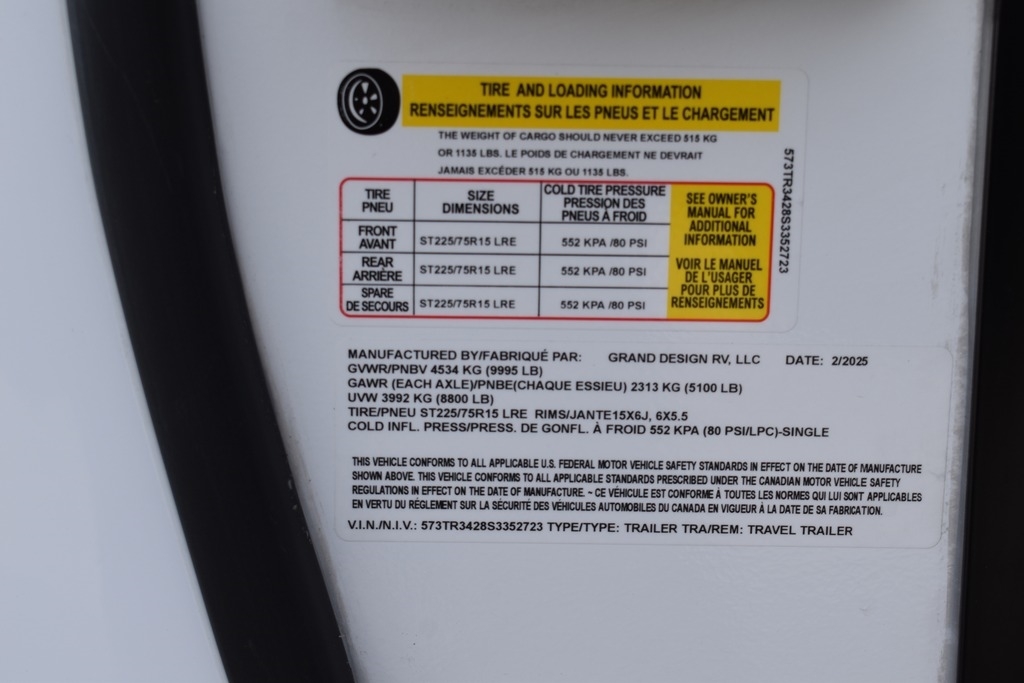 TIRE AND LOADING INFORMATION
RENSEIGNEMENTS SUR LES PNEUS ET LE CHARGEMENT
THE WEIGHT OF CARGO SHOULD NEVER EXCEED 515 KG
OR 1135 LBS. LE POIDS DE CHARGEMENT NE DEVRAIT
JAMAIS EXCÉDER 515 KG OU 1135 LBS.
TIRE
PNEU
SIZE
DIMENSIONS
COLD TIRE PRESSURE
PRESSION DES
PNEUS À FROID
FRONT
AVANT
ST225/75R15 LRE
552 KPA /80 PSI
REAR
ARRIÈRE
ST225/75R15 LRE
552 KPA /80 PSI
SPARE
DE SECOURS
ST225/75R15 LRE
552 KPA /80 PSI
SEE OWNER'S
MANUAL FOR
ADDITIONAL
INFORMATION
VOIR LE MANUEL
DE L'USAGER
POUR PLUS DE
RENSEIGNEMENTS
573TR3428S3352723
MANUFACTURED BY/FABRIQUÉ PAR: GRAND DESIGN RV, LLC DATE: 2/2025
GVWR/PNBV 4534 KG (9995 LB)
GAWR (EACH AXLE)/PNBE(CHAQUE ESSIEU) 2313 KG (5100 LB)
UVW 3992 KG (8800 LB)
TIRE/PNEU ST225/75R15 LRE RIMS/JANTE15X6J, 6X5.5
COLD INFL. PRESS/PRESS. DE GONFL. À FROID 552 KPA (80 PSI/LPC)-SINGLE
THIS VEHICLE CONFORMS TO ALL APPLICABLE U.S. FEDERAL MOTOR VEHICLE SAFETY STANDARDS IN EFFECT ON THE DATE OF MANUFACTURE
SHOWN ABOVE. THIS VEHICLE CONFORMS TO ALL APPLICABLE STANDARDS PRESCRIBED UNDER THE CANADIAN MOTOR VEHICLE SAFETY
REGULATIONS IN EFFECT ON THE DATE OF MANUFACTURE. ~ CE VÉHICULE EST CONFORME À TOUTES LES NORMES QUI LUI SONT APPLICABLES
EN VERTU DU RÈGLEMENT SUR LA SÉCURITÉ DES VÉHICULES AUTOMOBILES DU CANADA EN VIGUEUR À LA DATE DE SA FABRICATION.
V.I.N./N.I.V.: 573TR3428S3352723 TYPE/TYPE: TRAILER TRA/REM: TRAVEL TRAILER